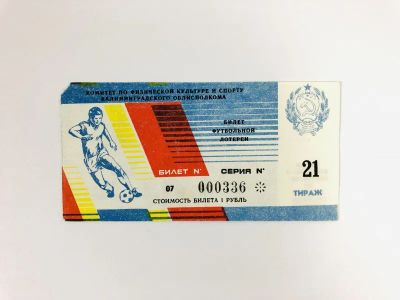 КОМИТЕТ ПО ФИЗИЧЕСКОЙ КУЛЬТУРЕ И СПОРТУ
КАЛИНИНГРАДСКОГО ОБЛИСПОЛКОМА
БИЛЕТ
ФУТБОЛЬНОЙ
ЛОТЕРЕИ
БИЛЕТ № СЕРИЯ №
07 000336
СТОИМОСТЬ БИЛЕТА 1 РУБЛЬ
21
ТИРАЖ